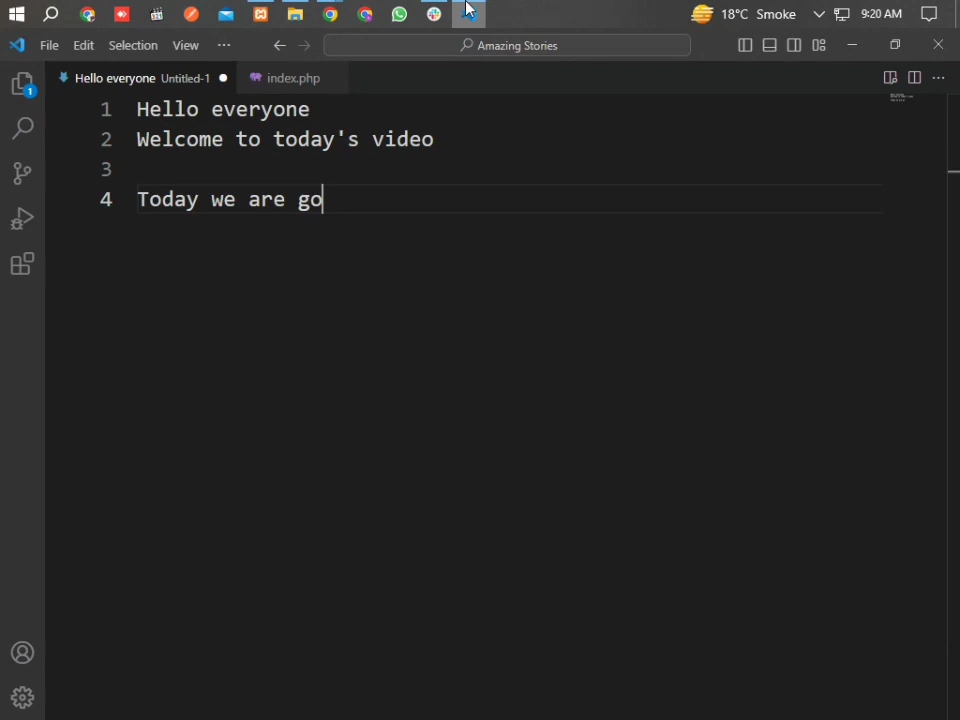 18°C Smoke 9:20 AM
File Edit Selection View ··· Amazing Stories
Hello everyone Untitled-1 index.php
1 Hello everyone
2 Welcome to today's video
3
4 Today we are go
1